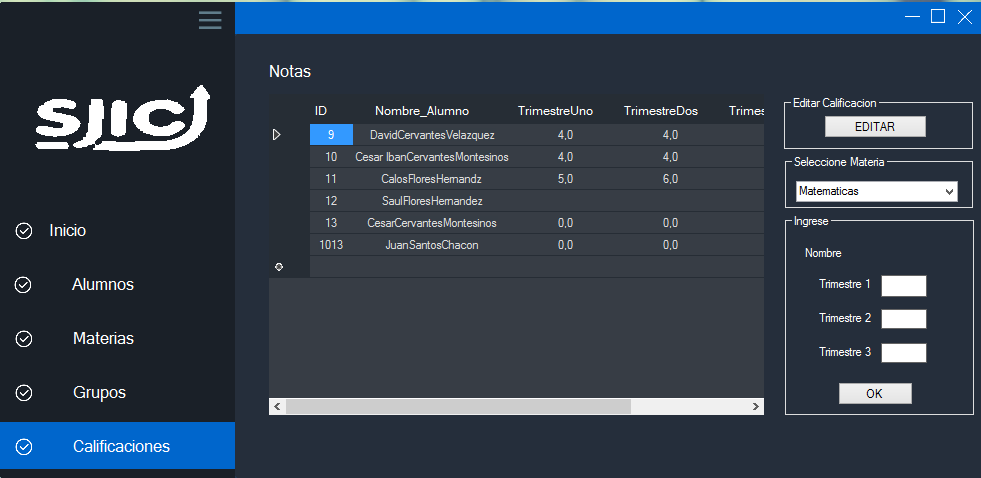 SJIC
Inicio
Alumnos
Materias
Grupos
Calificaciones
Notas
ID Nombre_Alumno TrimestreUno TrimestreDos Trimes
9 DavidCervantesVelazquez 4,0 4,0
10 Cesar IbanCervantesMontesinos 4,0 4,0
11 CalosFloresHernandz 5,0 6,0
12 SaulFloresHernandez
13 CesarCervantesMontesinos 0,0 0,0
1013 JuanSantosChacon 0,0 0,0
Editar Calificacion
EDITAR
Seleccione Materia
Matematicas
Ingrese
Nombre
Trimestre 1
Trimestre 2
Trimestre 3
OK